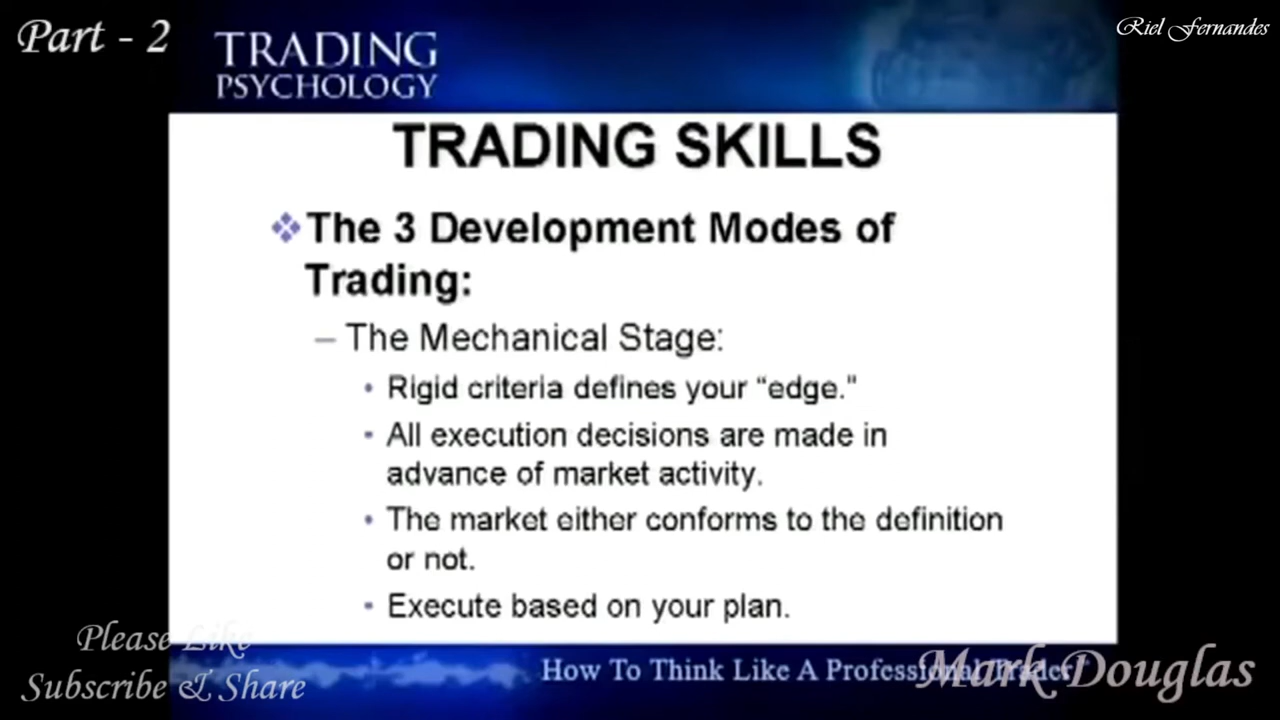 Part - 2
Riel Fernandes
TRADING
PSYCHOLOGY
TRADING SKILLS
The 3 Development Modes of
Trading:
– The Mechanical Stage:
• Rigid criteria defines your “edge.”
• All execution decisions are made in
advance of market activity.
• The market either conforms to the definition
or not.
• Execute based on your plan.
Please Like
Subscribe & Share
How To Think Like A Professional Trader
Mark Douglas